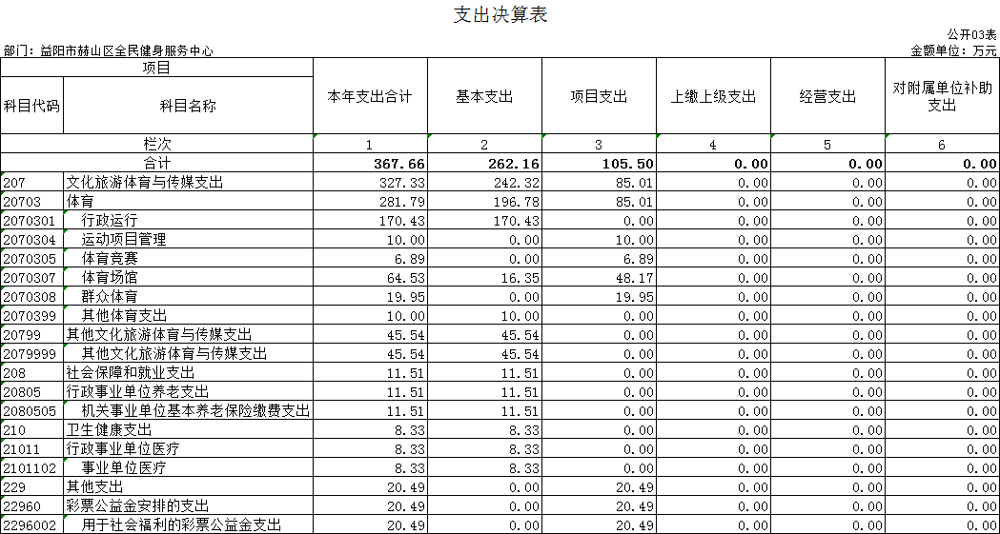 支出决算表
公开03表
部门：益阳市赫山区全民健身服务中心 金额单位：万元
项目 本年支出合计 基本支出 项目支出 上缴上级支出 经营支出 对附属单位补助支出
科目代码 科目名称
栏次 1 2 3 4 5 6
合计 367.66 262.16 105.50 0.00 0.00 0.00
207 文化旅游体育与传媒支出 327.33 242.32 85.01 0.00 0.00 0.00
20703 体育 281.79 196.78 85.01 0.00 0.00 0.00
2070301 行政运行 170.43 170.43 0.00 0.00 0.00 0.00
2070304 运动项目管理 10.00 0.00 10.00 0.00 0.00 0.00
2070305 体育竞赛 6.89 0.00 6.89 0.00 0.00 0.00
2070307 体育场馆 64.53 16.35 48.17 0.00 0.00 0.00
2070308 群众体育 19.95 0.00 19.95 0.00 0.00 0.00
2070399 其他体育支出 10.00 10.00 0.00 0.00 0.00 0.00
20799 其他文化旅游体育与传媒支出 45.54 45.54 0.00 0.00 0.00 0.00
2079999 其他文化旅游体育与传媒支出 45.54 45.54 0.00 0.00 0.00 0.00
208 社会保障和就业支出 11.51 11.51 0.00 0.00 0.00 0.00
20805 行政事业单位养老支出 11.51 11.51 0.00 0.00 0.00 0.00
2080505 机关事业单位基本养老保险缴费支出 11.51 11.51 0.00 0.00 0.00 0.00
210 卫生健康支出 8.33 8.33 0.00 0.00 0.00 0.00
21011 行政事业单位医疗 8.33 8.33 0.00 0.00 0.00 0.00
2101102 事业单位医疗 8.33 8.33 0.00 0.00 0.00 0.00
229 其他支出 20.49 0.00 20.49 0.00 0.00 0.00
22960 彩票公益金安排的支出 20.49 0.00 20.49 0.00 0.00 0.00
2296002 用于社会福利的彩票公益金支出 20.49 0.00 20.49 0.00 0.00 0.00